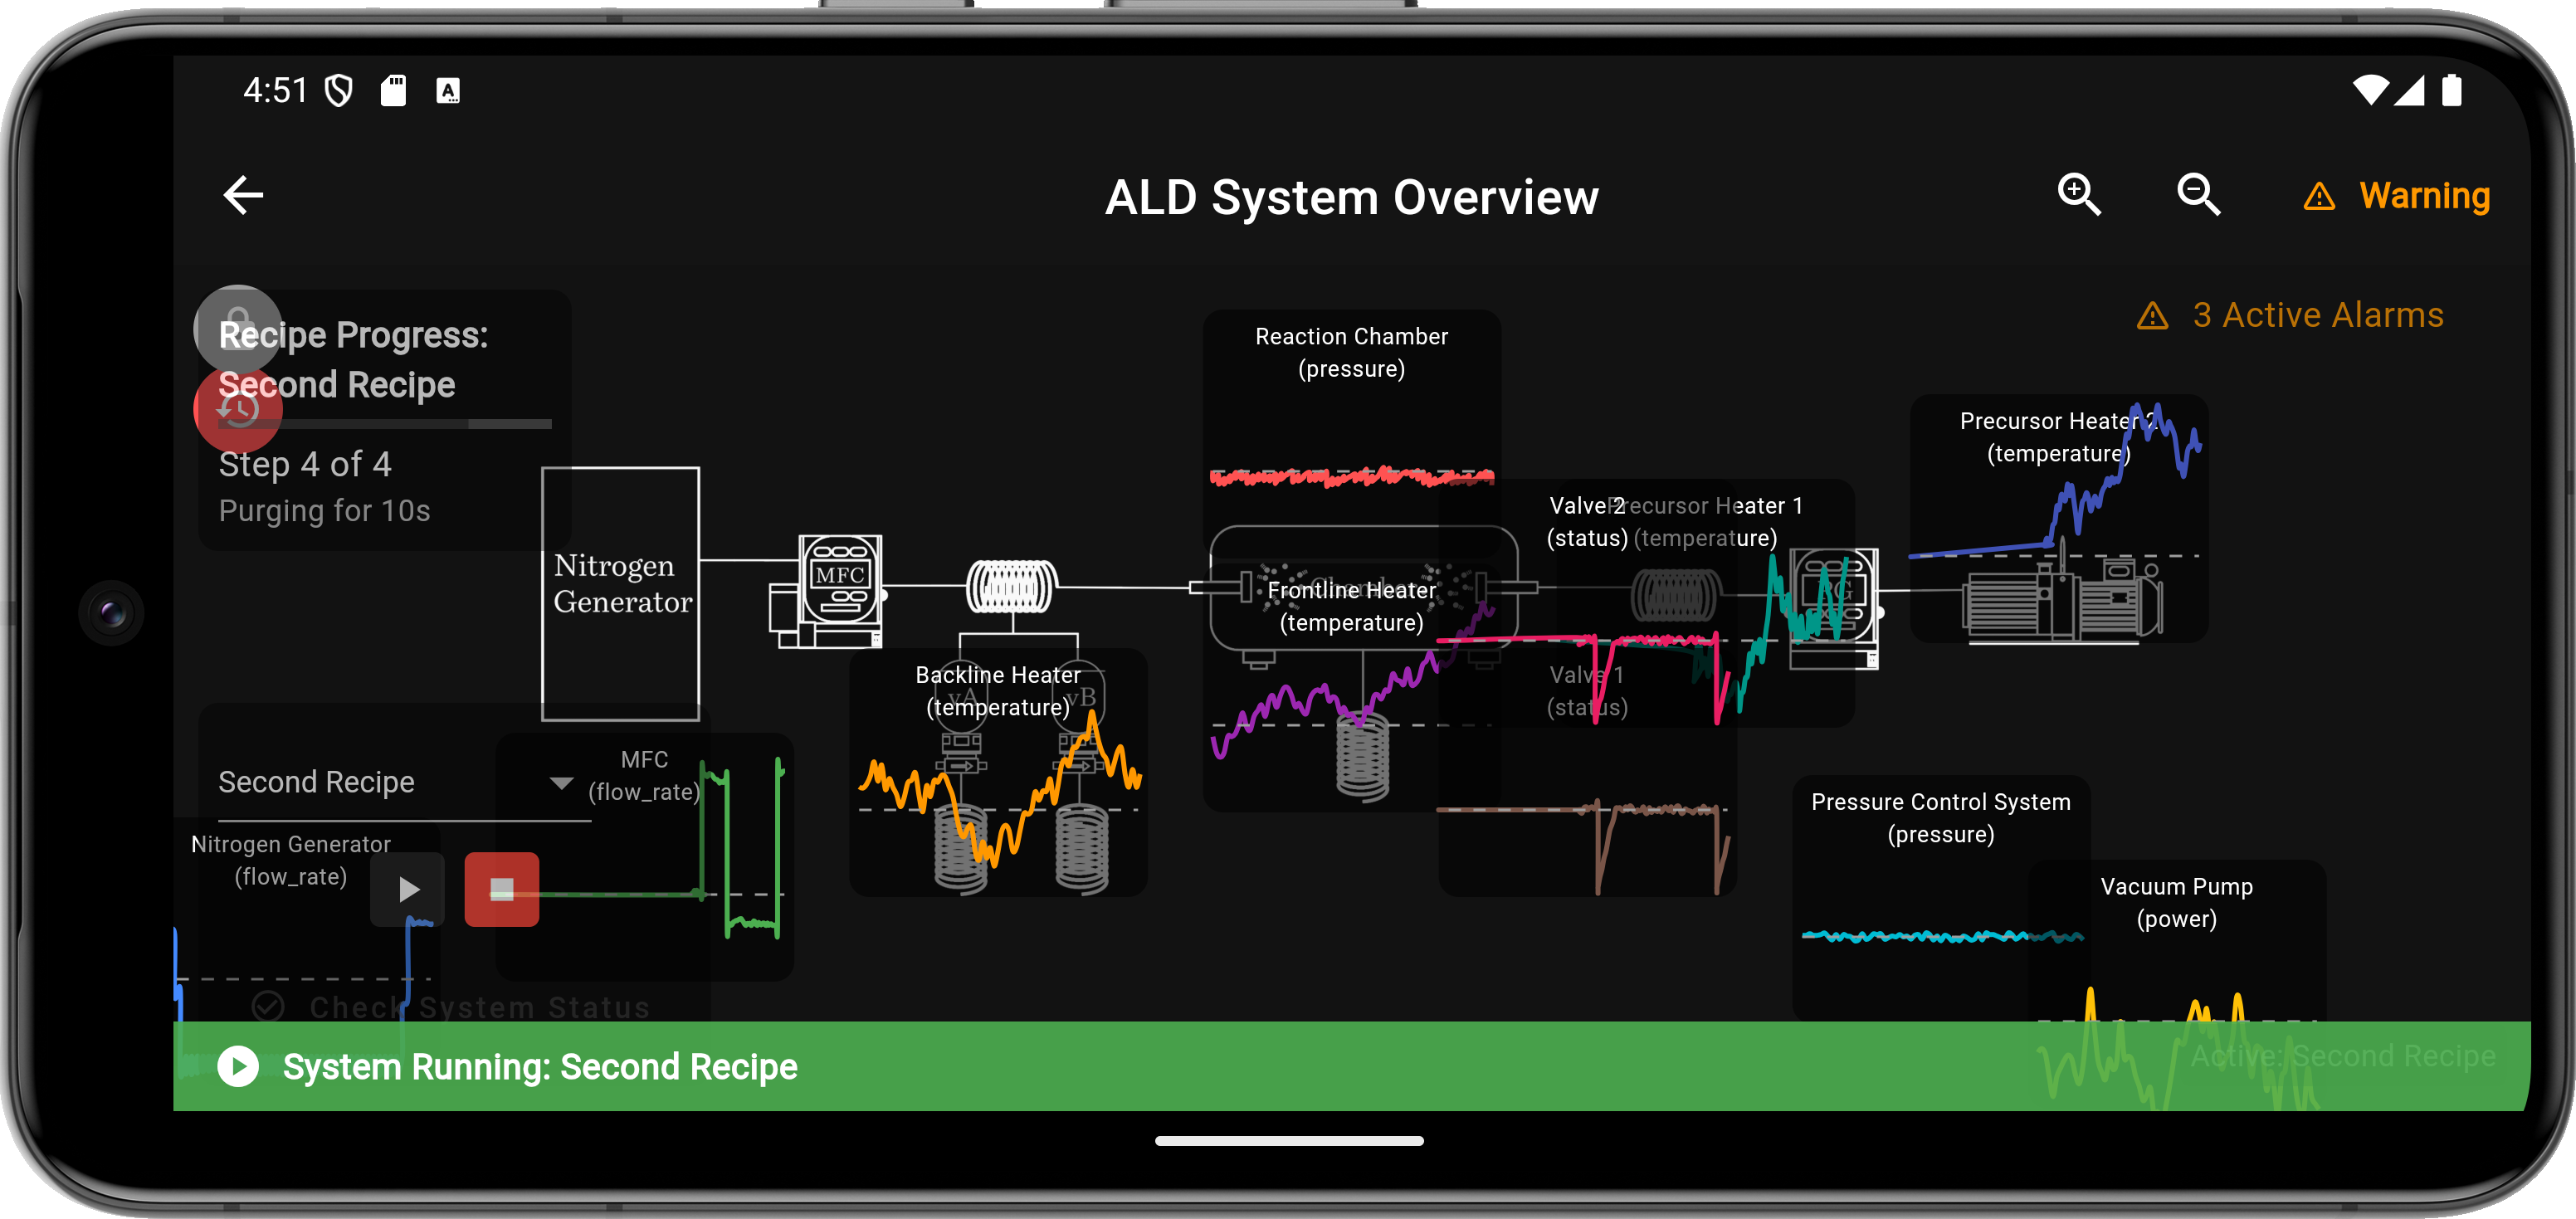 4:51
A
ALD System Overview
Warning
3 Active Alarms
Recipe Progress:
Second Recipe
Step 4 of 4
Purging for 10s
Nitrogen
Generator
MFC
Reaction Chamber
(pressure)
Precursor Heater 2
(temperature)
Valve 2
(status)
Precursor Heater 1
(temperature)
Chamber
Frontline Heater
(temperature)
PG
Backline Heater
(temperature)
vA
vB
Valve 1
(status)
MFC
(flow_rate)
Second Recipe
Nitrogen Generator
(flow_rate)
Pressure Control System
(pressure)
Vacuum Pump
(power)
Check System Status
System Running: Second Recipe
Active: Second Recipe